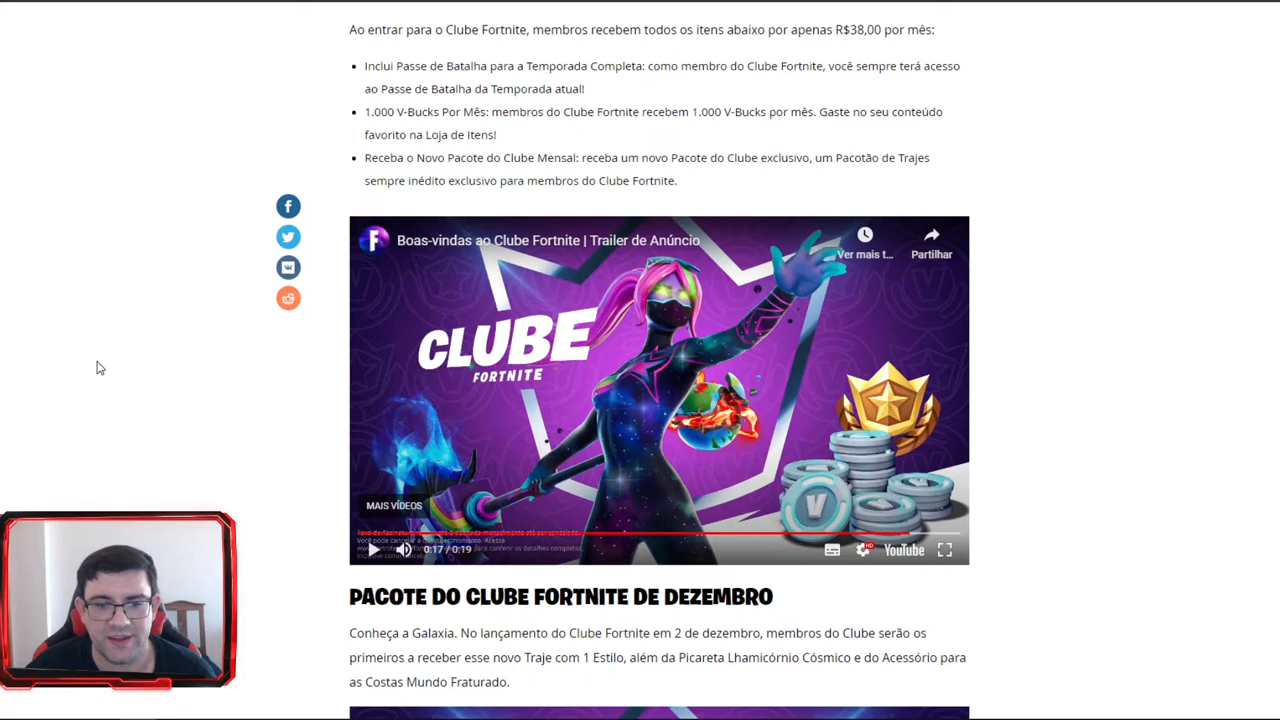 Ao entrar para o Clube Fortnite, membros recebem todos os itens abaixo por apenas R$38,00 por mês:
• Inclui Passe de Batalha para a Temporada Completa: como membro do Clube Fortnite, você sempre terá acesso
ao Passe de Batalha da Temporada atual!
• 1.000 V-Bucks Por Mês: membros do Clube Fortnite recebem 1.000 V-Bucks por mês. Gaste no seu conteúdo
favorito na Loja de Itens!
• Receba o Novo Pacote do Clube Mensal: receba um novo Pacote do Clube exclusivo, um Pacotão de Trajes
sempre inédito exclusivo para membros do Clube Fortnite.
Boas-vindas ao Clube Fortnite | Trailer de Anúncio
Ver mais t...
Partilhar
CLUBE
FORTNITE
MAIS VÍDEOS
0:17 / 0:19
HD
YouTube
PACOTE DO CLUBE FORTNITE DE DEZEMBRO
Conheça a Galaxia. No lançamento do Clube Fortnite em 2 de dezembro, membros do Clube serão os
primeiros a receber esse novo Traje com 1 Estilo, além da Picareta Lhamicórnio Cósmico e do Acessório para
as Costas Mundo Fraturado.